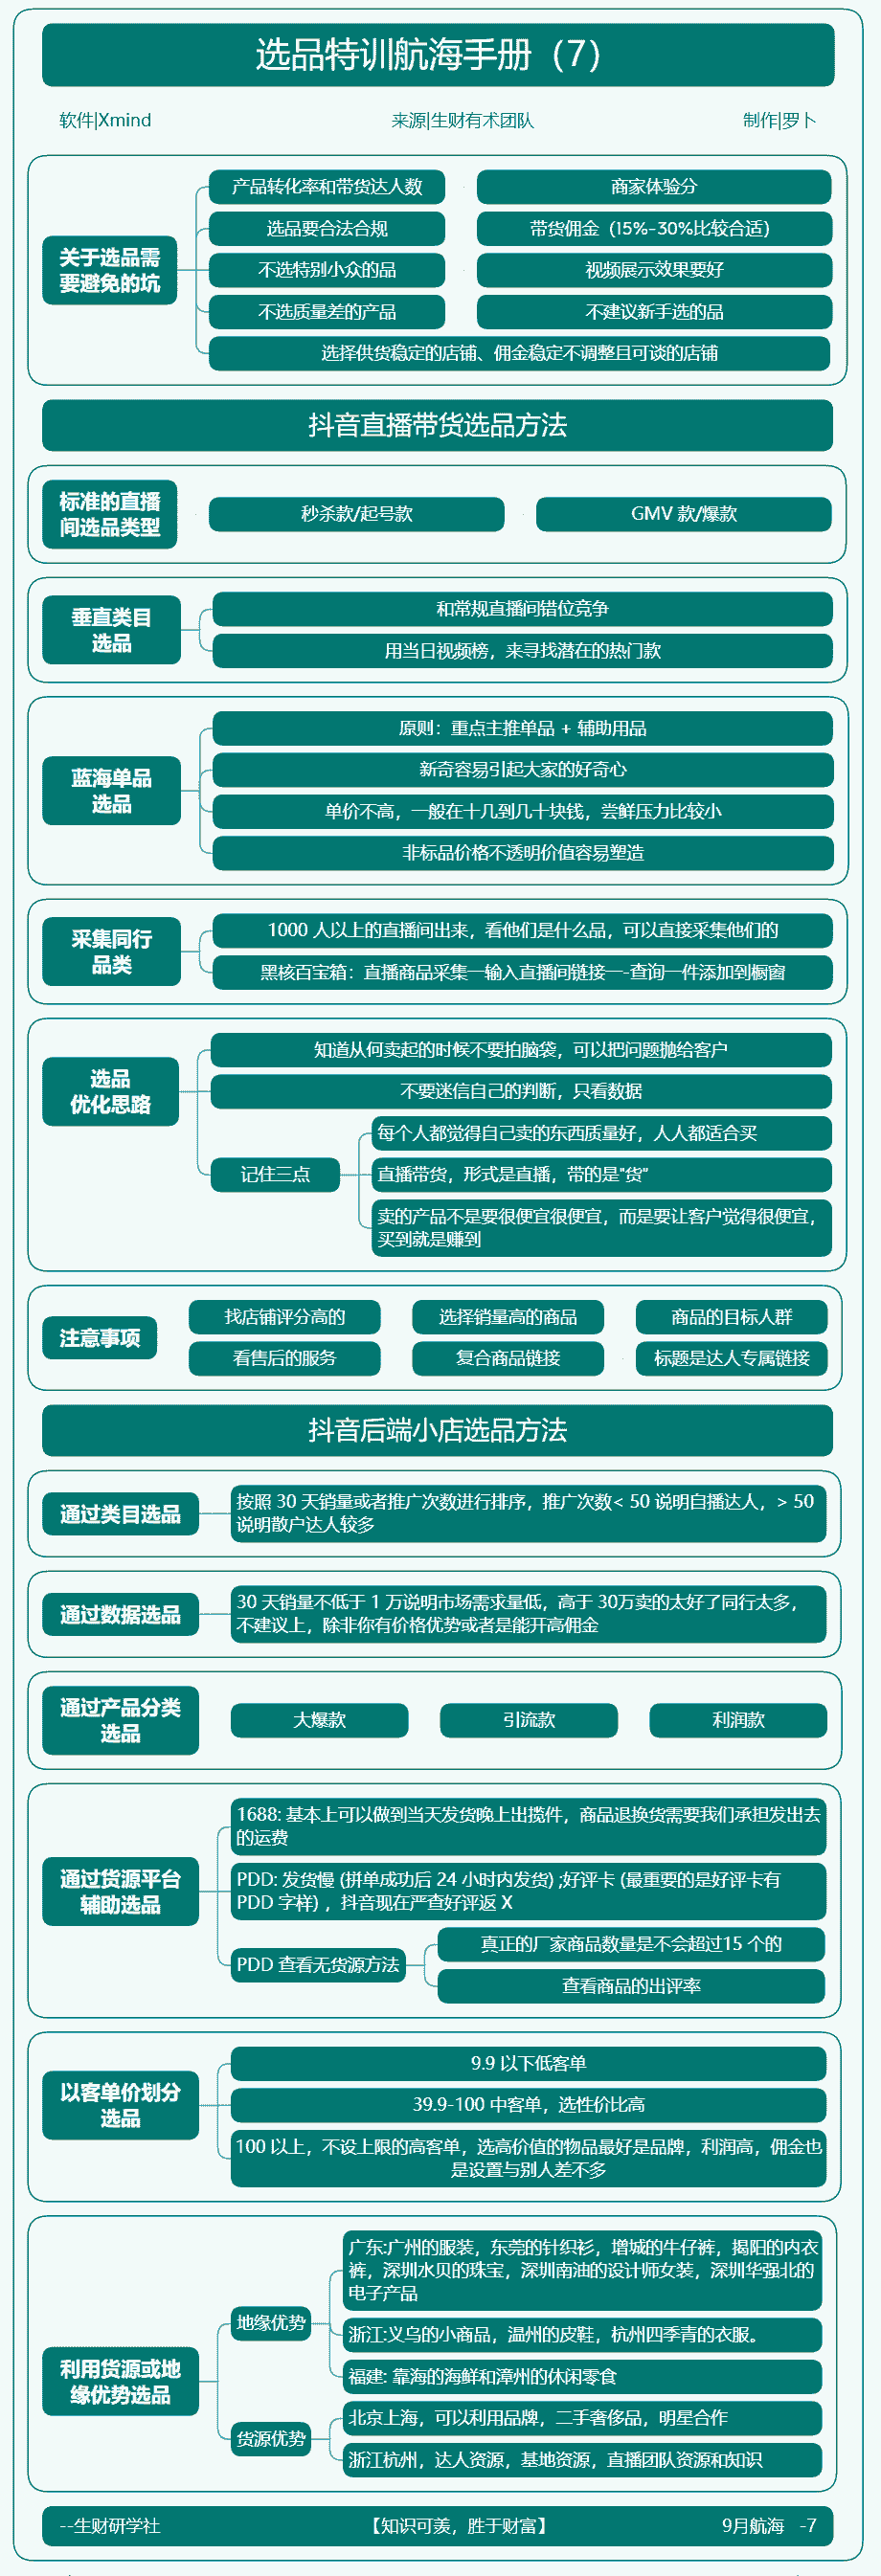 选品特训航海手册（7）
软件|Xmind
来源|生财有术团队
制作|罗卜
关于选品需
要避免的坑
产品转化率和带货达人数
商家体验分
选品要合法合规
带货佣金（15%-30%比较合适）
不选特别小众的品
视频展示效果要好
不选质量差的产品
不建议新手选的品
选择供货稳定的店铺、佣金稳定不调整且可谈的店铺
抖音直播带货选品方法
标准的直播
间选品类型
秒杀款/起号款
GMV 款/爆款
垂直类目
选品
和常规直播间错位竞争
用当日视频榜，来寻找潜在的热门款
蓝海单品
选品
原则：重点主推单品 + 辅助用品
新奇容易引起大家的好奇心
单价不高，一般在十几到几十块钱，尝鲜压力比较小
非标品价格不透明价值容易塑造
采集同行
品类
1000 人以上的直播间出来，看他们是什么品，可以直接采集他们的
黑核百宝箱：直播商品采集一输入直播间链接一-查询一件添加到橱窗
选品
优化思路
知道从何卖起的时候不要拍脑袋，可以把问题抛给客户
不要迷信自己的判断，只看数据
记住三点
每个人都觉得自己卖的东西质量好，人人都适合买
直播带货，形式是直播，带的是"货"
卖的产品不是要很便宜很便宜，而是要让客户觉得很便宜，
买到就是赚到
注意事项
找店铺评分高的
选择销量高的商品
商品的目标人群
看售后的服务
复合商品链接
标题是达人专属链接
抖音后端小店选品方法
通过类目选品
按照 30 天销量或者推广次数进行排序，推广次数< 50 说明自播达人，> 50
说明散户达人较多
通过数据选品
30 天销量不低于 1 万说明市场需求量低，高于 30万卖的太好了同行太多，
不建议上，除非你有价格优势或者是能开高佣金
通过产品分类
选品
大爆款
引流款
利润款
通过货源平台
辅助选品
1688: 基本上可以做到当天发货晚上出揽件，商品退换货需要我们承担发出去
的运费
PDD: 发货慢 (拼单成功后 24 小时内发货) ;好评卡 (最重要的是好评卡有
PDD 字样) ，抖音现在严查好评返 X
PDD 查看无货源方法
真正的厂家商品数量是不会超过15 个的
查看商品的出评率
以客单价划分
选品
9.9 以下低客单
39.9-100 中客单，选性价比高
100 以上，不设上限的高客单，选高价值的物品最好是品牌，利润高，佣金也
是设置与别人差不多
利用货源或地
缘优势选品
地缘优势
广东:广州的服装，东莞的针织衫，增城的牛仔裤，揭阳的内衣
裤，深圳水贝的珠宝，深圳南油的设计师女装，深圳华强北的
电子产品
浙江:义乌的小商品，温州的皮鞋，杭州四季青的衣服。
福建: 靠海的海鲜和漳州的休闲零食
货源优势
北京上海，可以利用品牌，二手奢侈品，明星合作
浙江杭州，达人资源，基地资源，直播团队资源和知识
--生财研学社
【知识可羡，胜于财富】
9月航海 -7